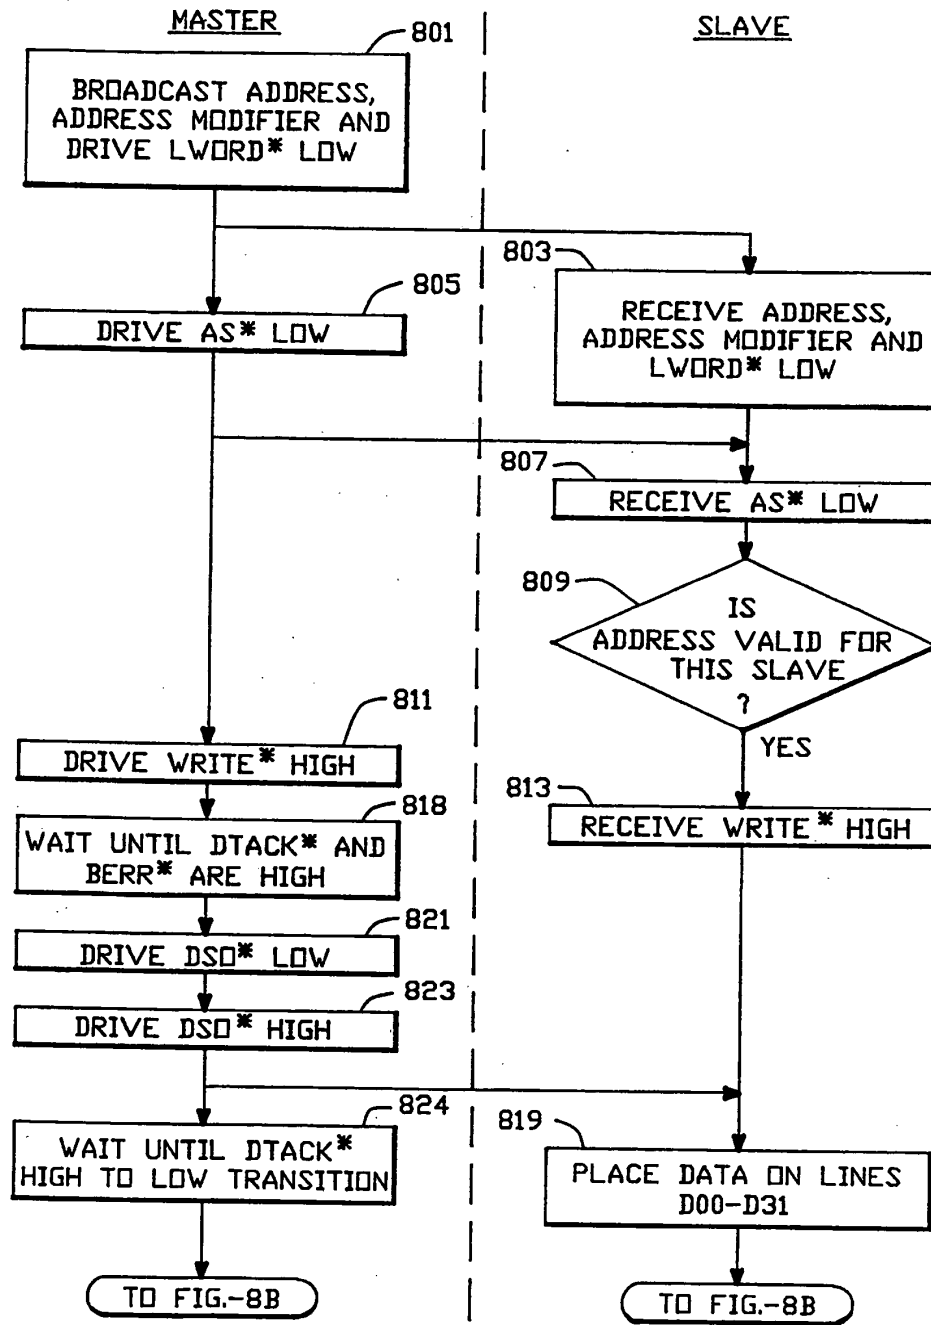 MASTER
801
BROADCAST ADDRESS,
ADDRESS MODIFIER AND
DRIVE LWORD* LOW
805
DRIVE AS* LOW
811
DRIVE WRITE* HIGH
818
WAIT UNTIL DTACK* AND
BERR* ARE HIGH
821
DRIVE DS0* LOW
823
DRIVE DS0* HIGH
824
WAIT UNTIL DTACK*
HIGH TO LOW TRANSITION
TO FIG.-8B
SLAVE
803
RECEIVE ADDRESS,
ADDRESS MODIFIER AND
LWORD* LOW
807
RECEIVE AS* LOW
809
IS
ADDRESS VALID FOR
THIS SLAVE
?
YES
813
RECEIVE WRITE* HIGH
819
PLACE DATA ON LINES
D00-D31
TO FIG.-8B